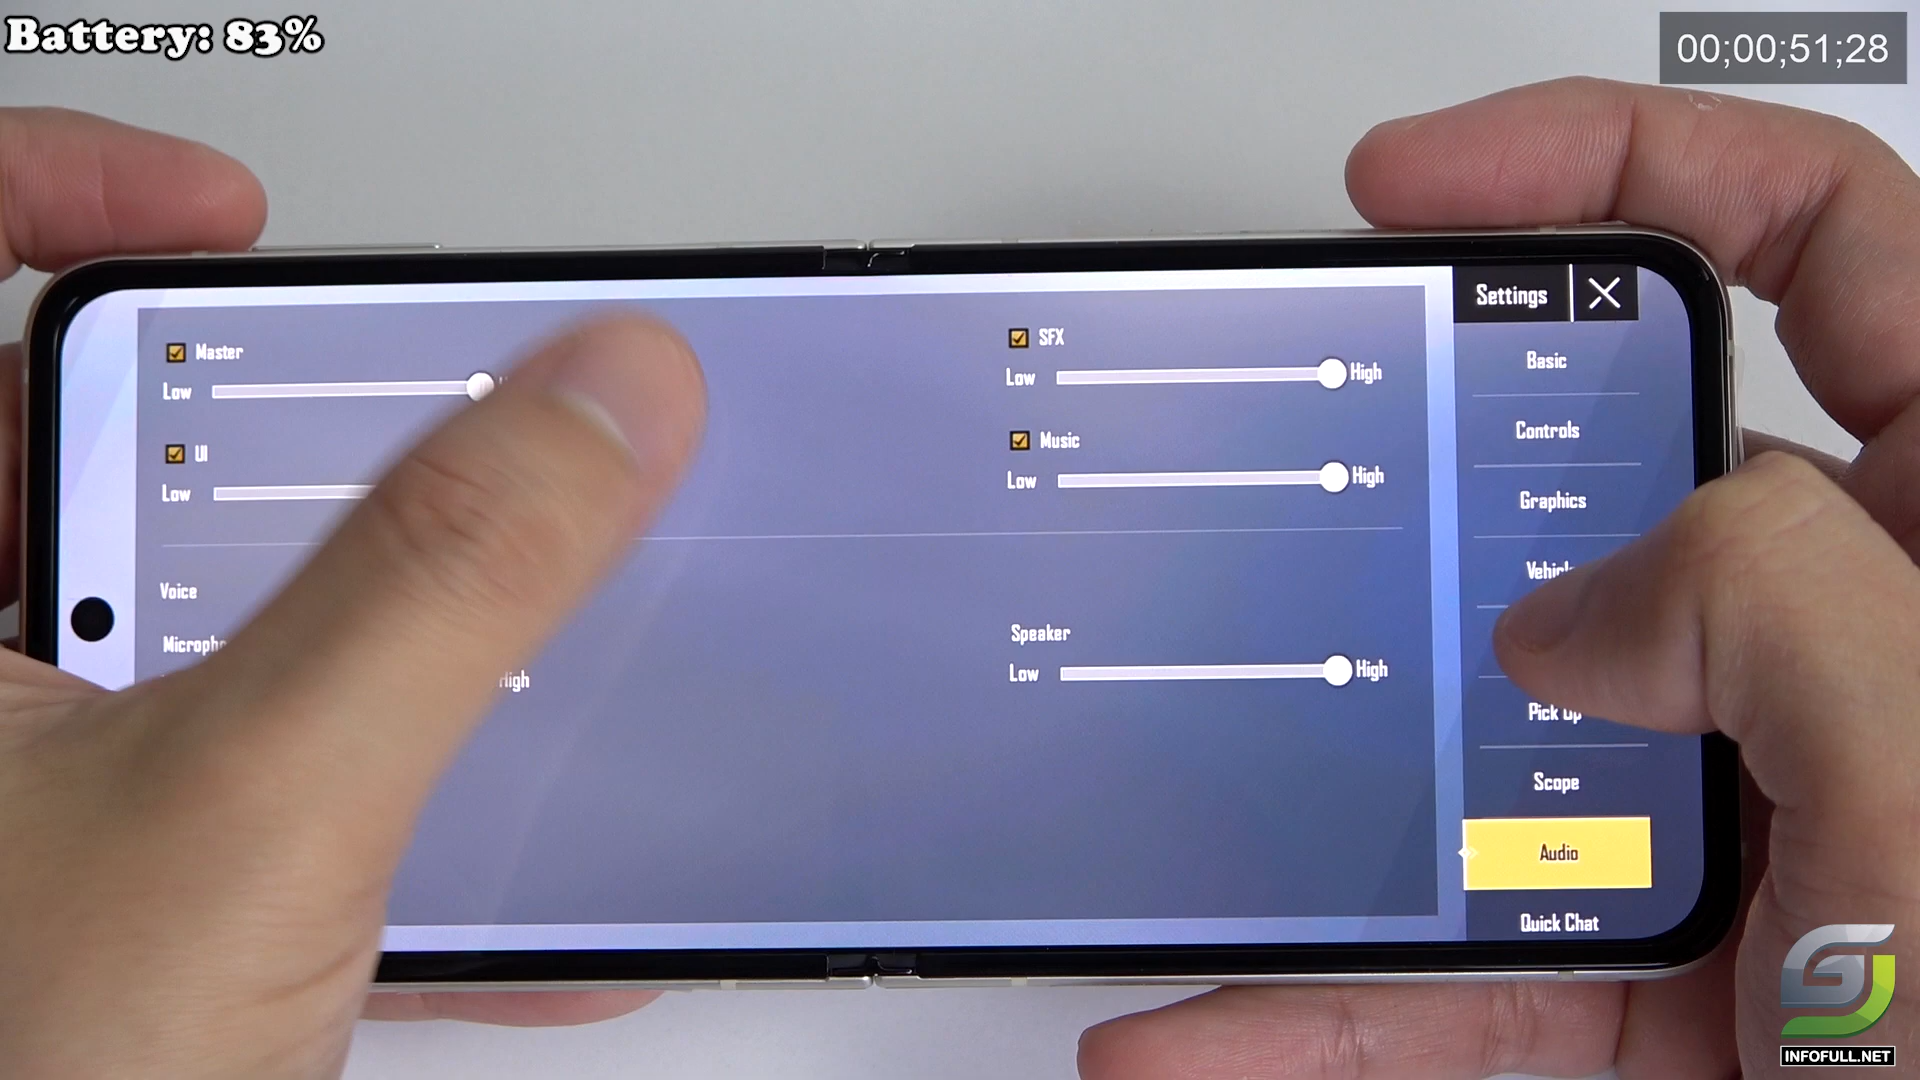 Battery: 83%
00;00;51;28
Settings
Master
Low
SFX
Low High
UI
Low
Music
Low High
Voice
High
Speaker
Low High
Basic
Controls
Graphics
Pick Up
Scope
Audio
Quick Chat
INFOFULL.NET